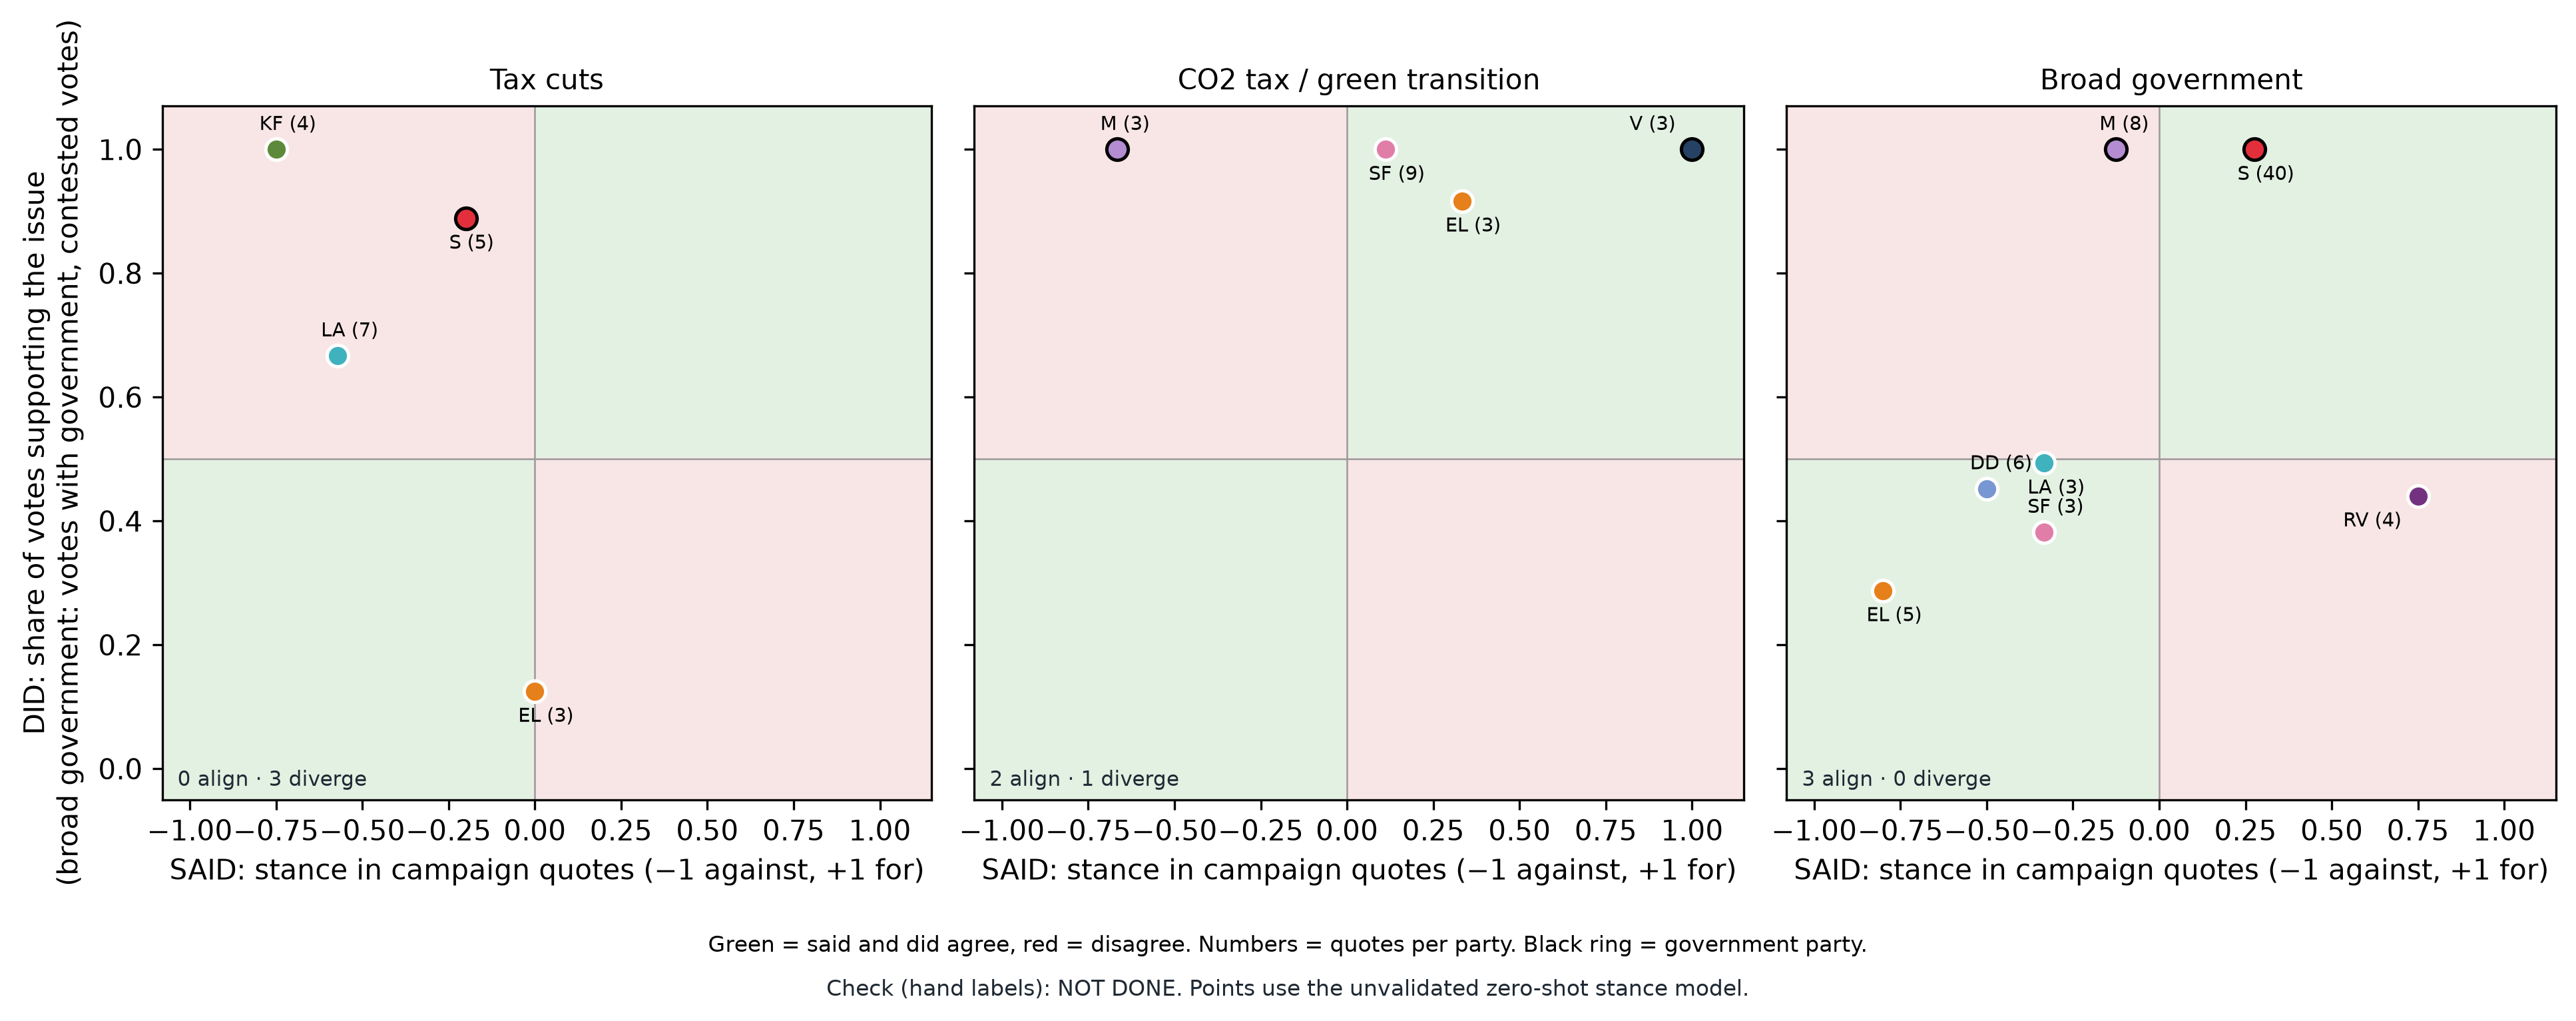 DID: share of votes supporting the issue
(broad government: votes with government, contested votes)
Tax cuts
1.0
0.8
0.6
0.4
0.2
0.0
KF (4)
S (5)
LA (7)
EL (3)
0 align · 3 diverge
−1.00 −0.75 −0.50 −0.25 0.00 0.25 0.50 0.75 1.00
SAID: stance in campaign quotes (−1 against, +1 for)
CO2 tax / green transition
M (3)
V (3)
SF (9)
EL (3)
2 align · 1 diverge
−1.00 −0.75 −0.50 −0.25 0.00 0.25 0.50 0.75 1.00
SAID: stance in campaign quotes (−1 against, +1 for)
Broad government
M (8)
S (40)
DD (6)
LA (3)
SF (3)
RV (4)
EL (5)
3 align · 0 diverge
−1.00 −0.75 −0.50 −0.25 0.00 0.25 0.50 0.75 1.00
SAID: stance in campaign quotes (−1 against, +1 for)
Green = said and did agree, red = disagree. Numbers = quotes per party. Black ring = government party.
Check (hand labels): NOT DONE. Points use the unvalidated zero-shot stance model.